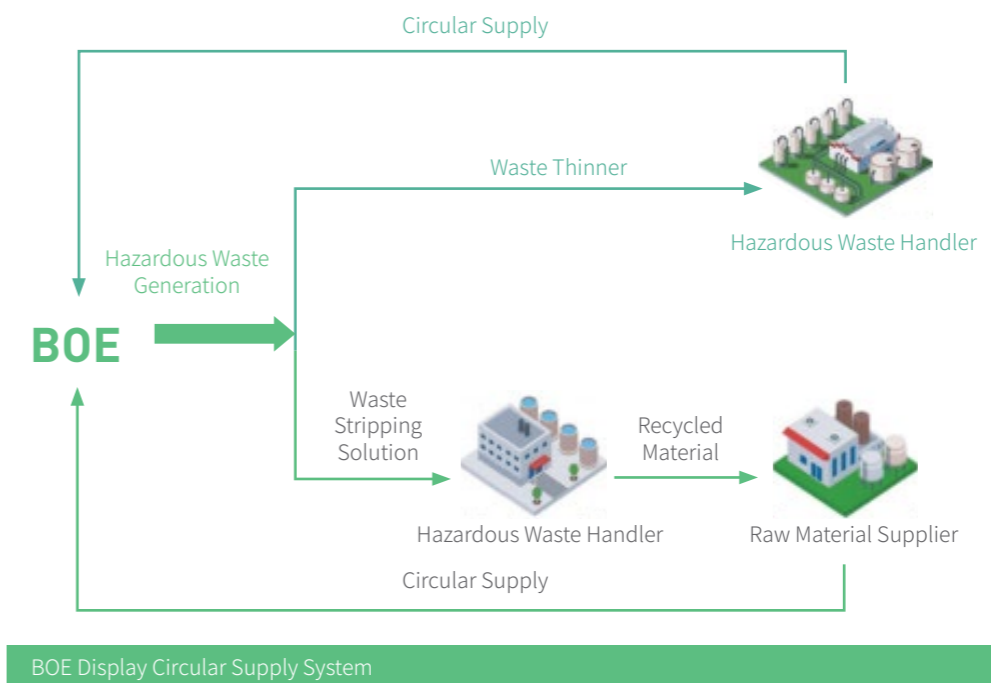 Circular Supply
Waste Thinner
Hazardous Waste Handler
Hazardous Waste
Generation
BOE
Waste
Stripping
Solution
Recycled
Material
Hazardous Waste Handler
Raw Material Supplier
Circular Supply
BOE Display Circular Supply System